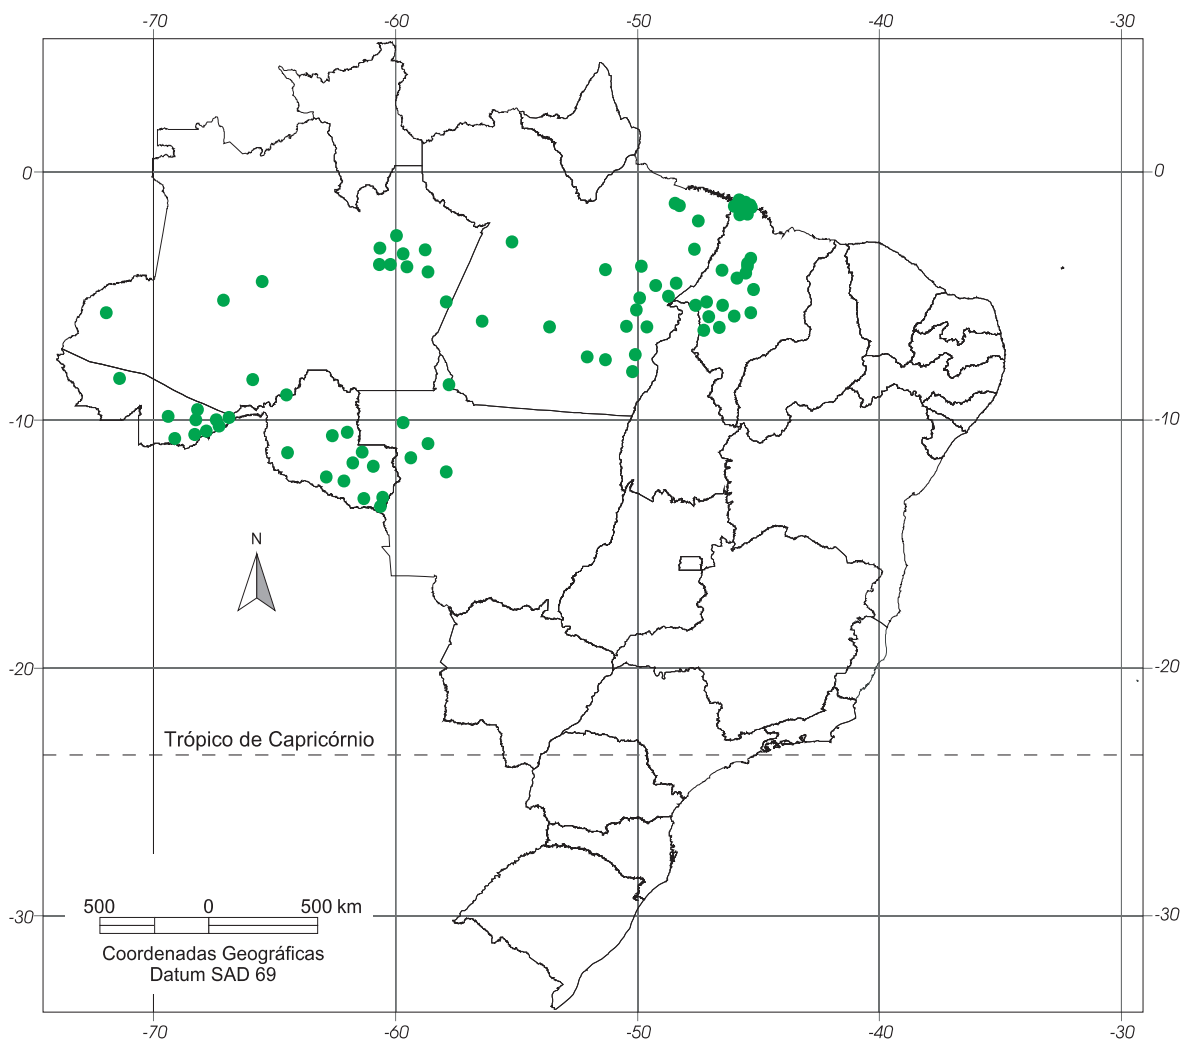 -70 -60 -50 -40 -30
0 0
-10 -10
N
-20 -20
Trópico de Capricórnio
500 0 500 km
-30 -30
Coordenadas Geográficas
Datum SAD 69
-70 -60 -50 -40 -30